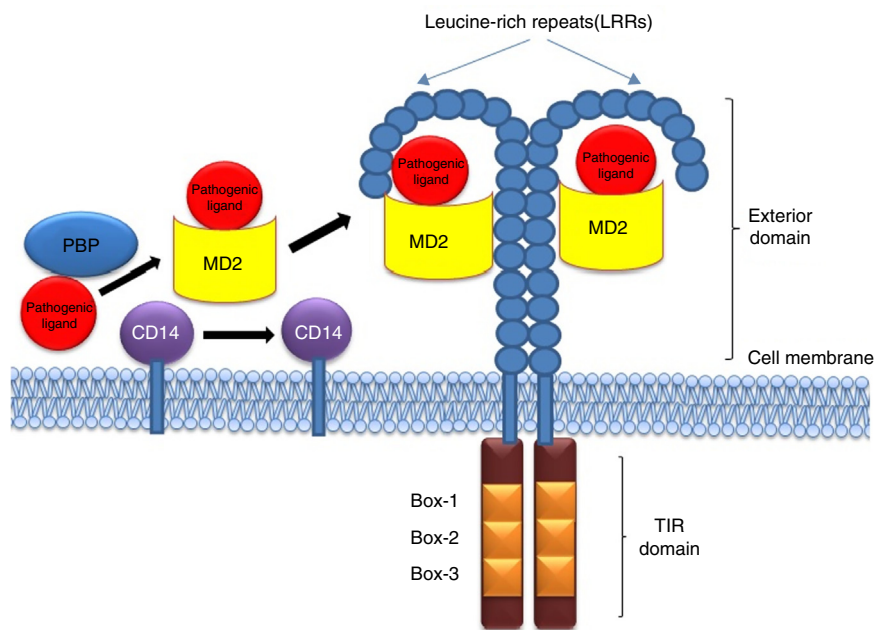 Leucine-rich repeats(LRRs)
Pathogenic
ligand
MD2
Pathogenic
ligand
MD2
Pathogenic
ligand
MD2
PBP
Pathogenic
ligand
CD14
CD14
Exterior
domain
Cell membrane
Box-1
Box-2
Box-3
TIR
domain